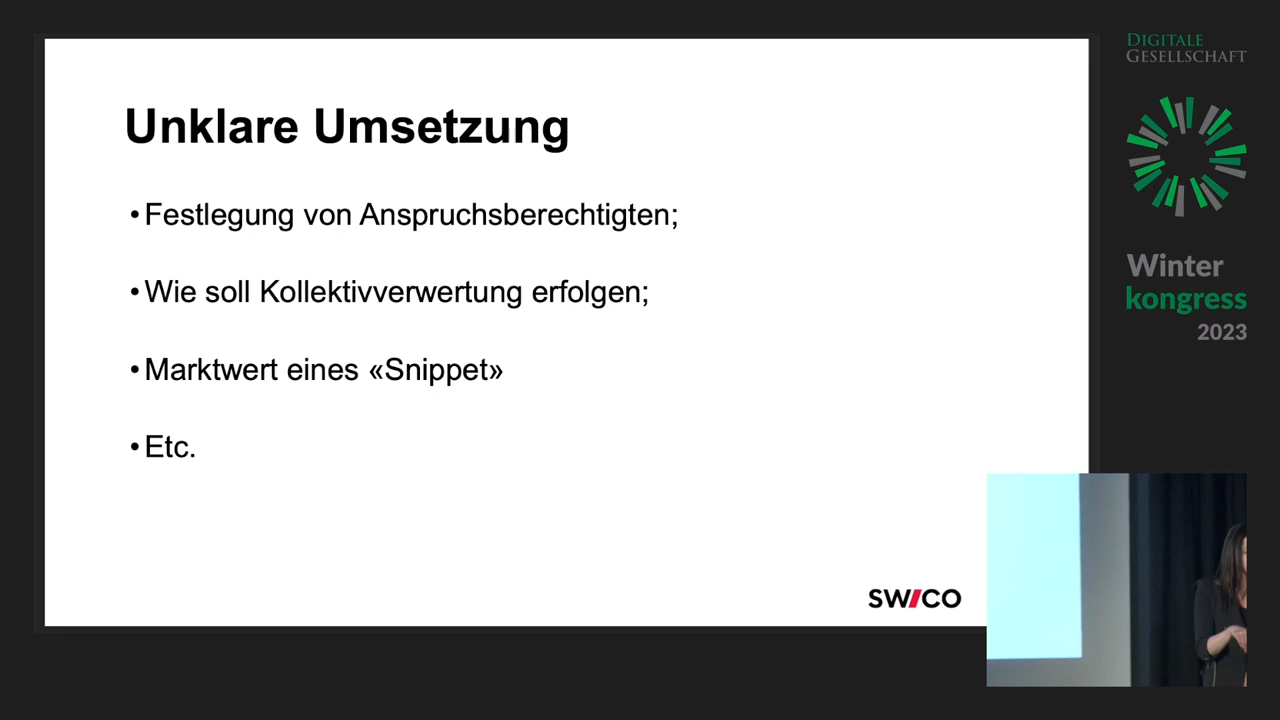 Unklare Umsetzung
• Festlegung von Anspruchsberechtigten;
• Wie soll Kollektivverwertung erfolgen;
• Marktwert eines «Snippet»
• Etc.
SWICO
DIGITALE
GESELLSCHAFT
Winter
kongress
2023